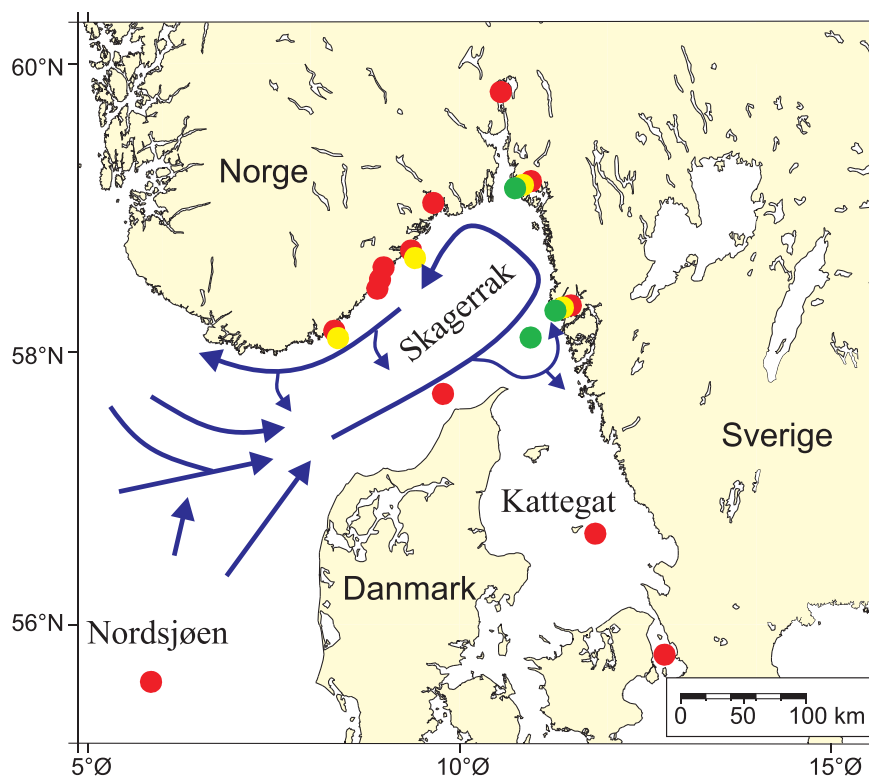 60°N
Norge
Skagerrak
58°N
Sverige
Kattegat
Danmark
56°N
Nordsjøen
0 50 100 km
5°Ø 10°Ø 15°Ø